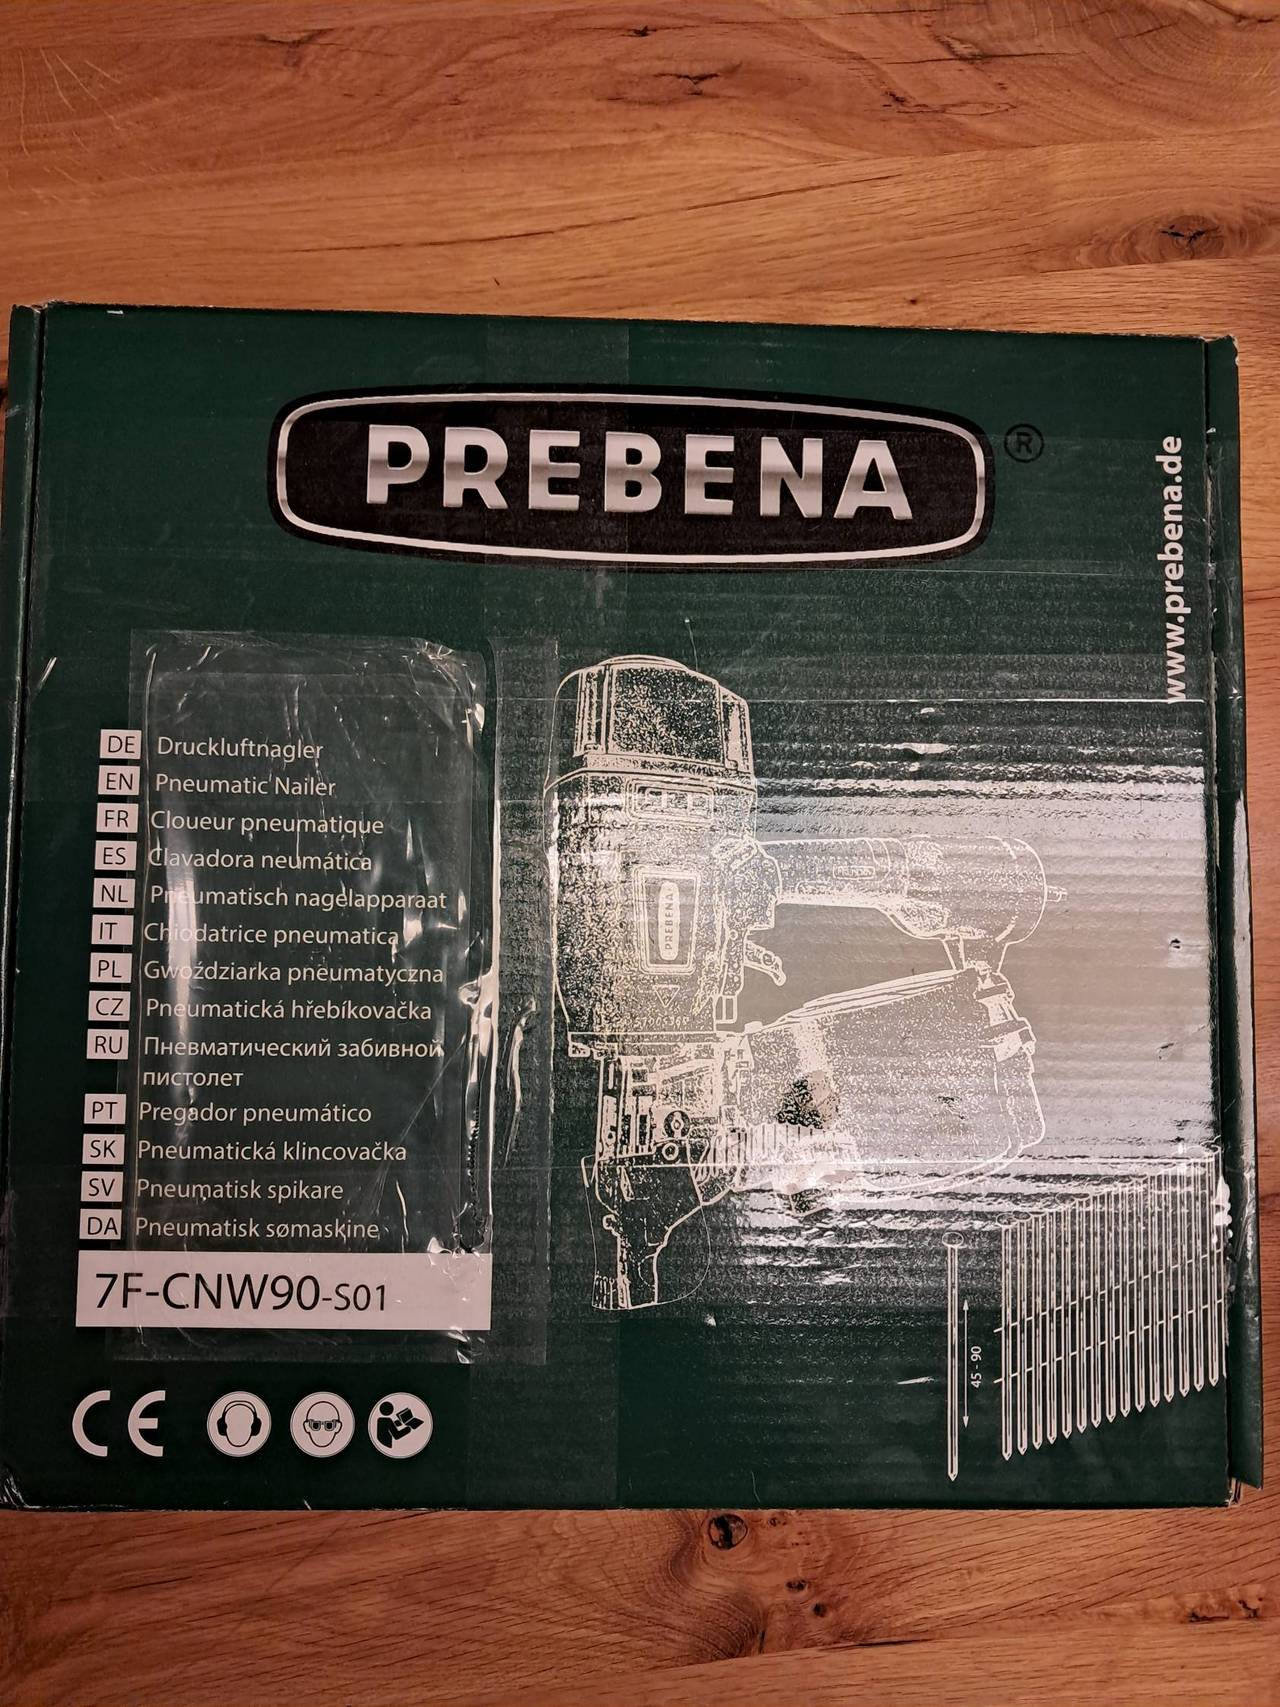 PREBENA
®
www.prebena.de
DE Druckluftnagler
EN Pneumatic Nailer
FR Cloueur pneumatique
ES Clavadora neumática
NL Pneumatisch nagelapparaat
IT Chiodatrice pneumatica
PL Gwoździarka pneumatyczna
CZ Pneumatická hřebíkovačka
RU Пневматический забивной
пистолет
PT Pregador pneumático
SK Pneumatická klincovačka
SV Pneumatisk spikare
DA Pneumatisk sømaskine
7F-CNW90-S01
PREBENA
45 - 90
CE